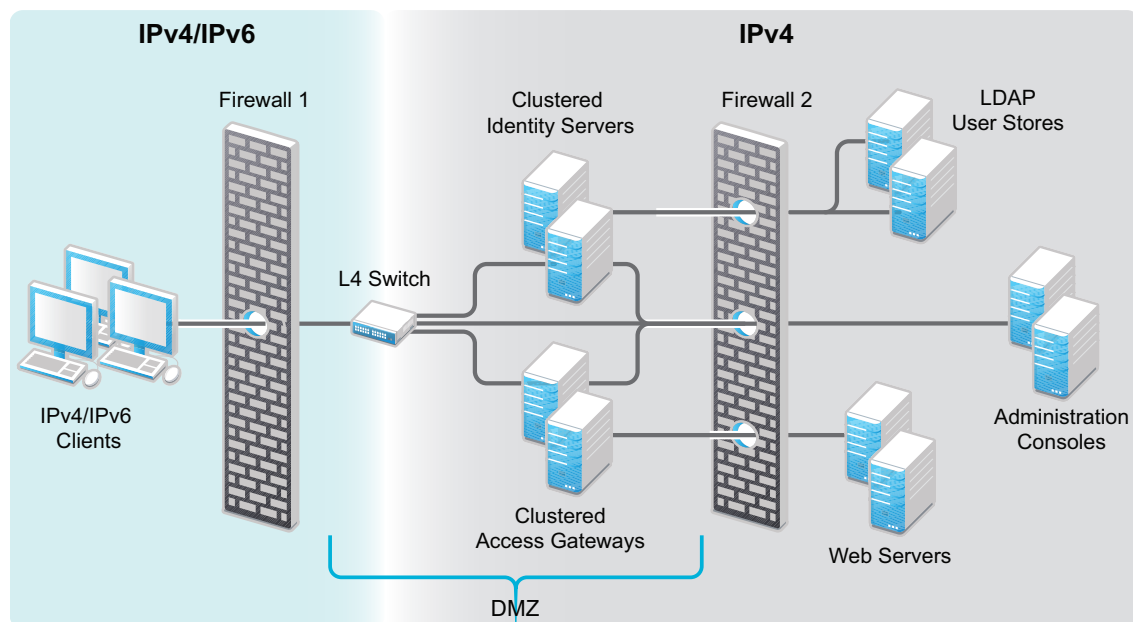 IPv4/IPv6
IPv4
Firewall 1
Clustered
Identity Servers
Firewall 2
LDAP
User Stores
L4 Switch
IPv4/IPv6
Clients
Administration
Consoles
Clustered
Access Gateways
Web Servers
DMZ